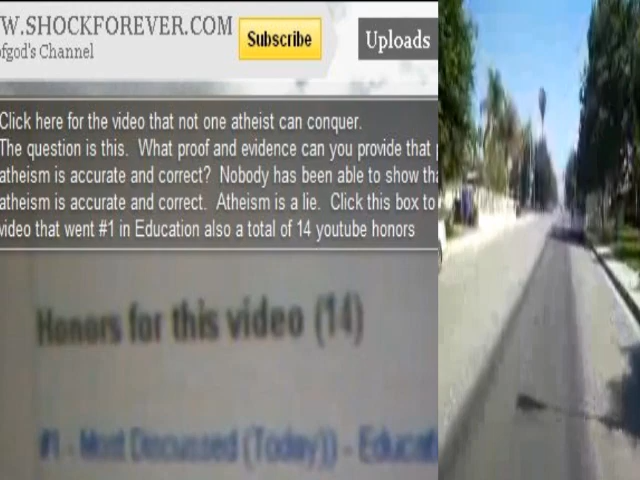 W.SHOCKFOREVER.COM
ofgod's Channel
Subscribe
Uploads
Click here for the video that not one atheist can conquer.
The question is this. What proof and evidence can you provide that p
atheism is accurate and correct? Nobody has been able to show tha
atheism is accurate and correct. Atheism is a lie. Click this box to
video that went #1 in Education also a total of 14 youtube honors
Honors for this video (14)
#1 - Most Discussed (Today)) - Educat